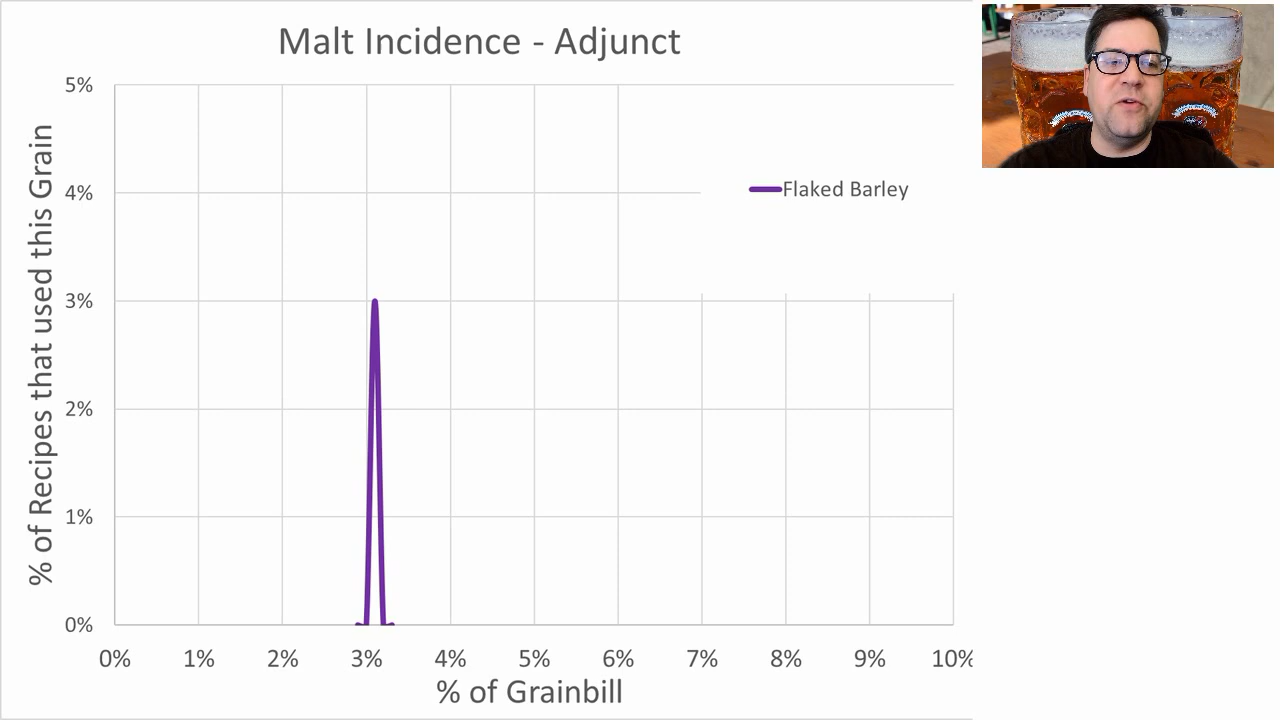 Malt Incidence - Adjunct
5%
4%
3%
2%
1%
0%
% of Recipes that used this Grain
Flaked Barley
0% 1% 2% 3% 4% 5% 6% 7% 8% 9% 10%
% of Grainbill